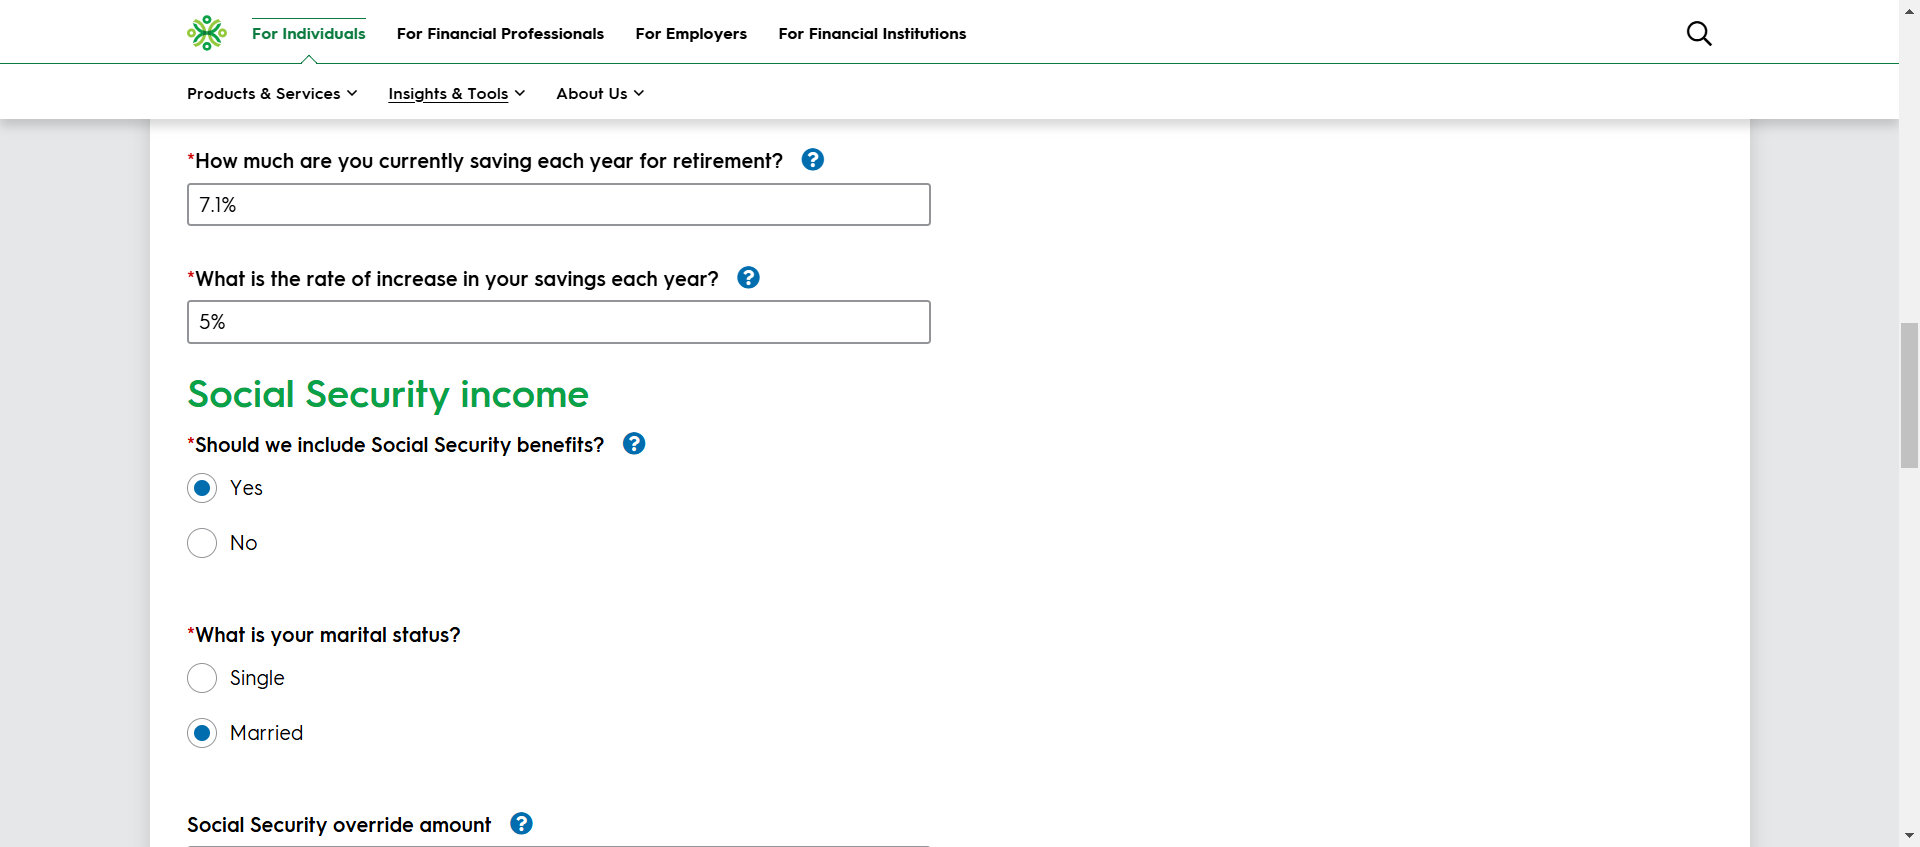 For Individuals For Financial Professionals For Employers For Financial Institutions
Products & Services Insights & Tools About Us
*How much are you currently saving each year for retirement? ?
7.1%
*What is the rate of increase in your savings each year? ?
5%
Social Security income
*Should we include Social Security benefits? ?
Yes
No
*What is your marital status?
Single
Married
Social Security override amount ?